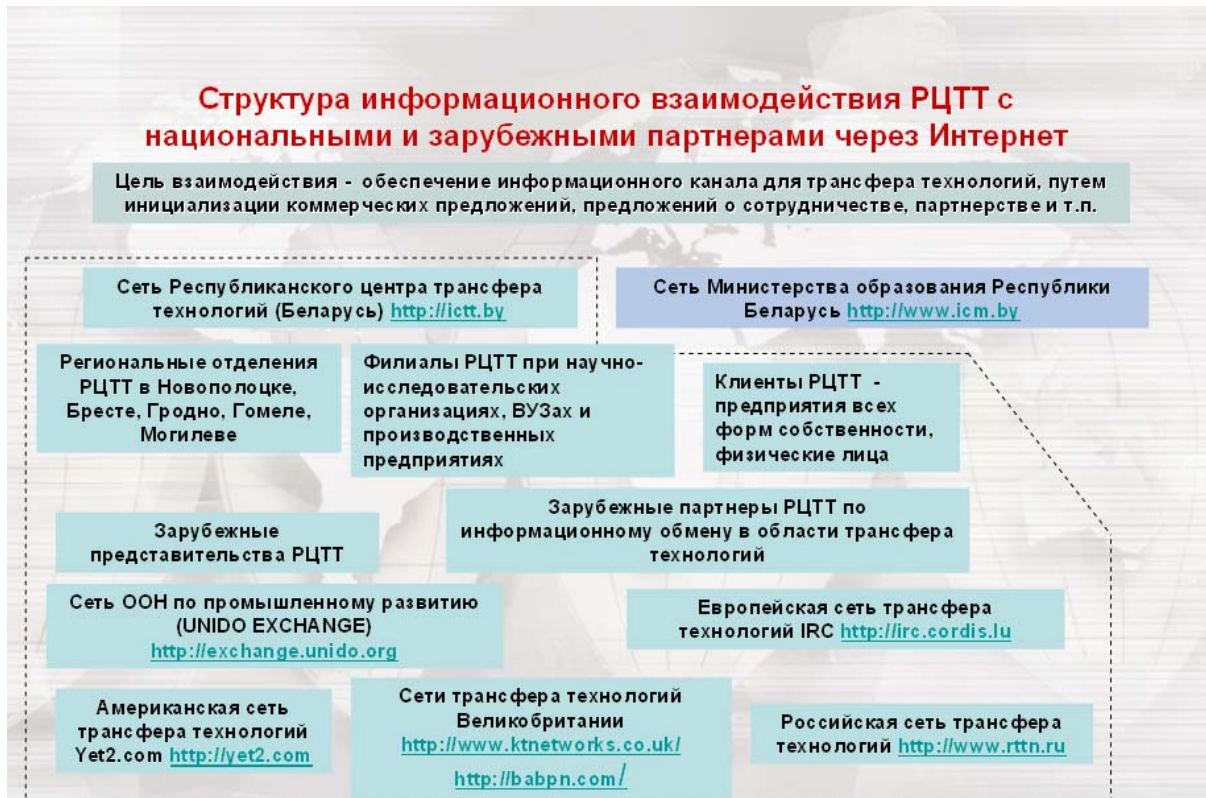 Структура информационного взаимодействия РЦТТ с
национальными и зарубежными партнерами через Интернет
Цель взаимодействия - обеспечение информационного канала для трансфера технологий, путем
инициализации коммерческих предложений, предложений о сотрудничестве, партнерстве и т.п.
Сеть Республиканского центра трансфера
технологий (Беларусь) http://ictt.by
Сеть Министерства образования Республики
Беларусь http://www.icm.by
Региональные отделения
РЦТТ в Новополоцке,
Бресте, Гродно, Гомеле,
Могилеве
Филиалы РЦТТ при научно-
исследовательских
организациях, ВУЗах и
производственных
предприятиях
Клиенты РЦТТ -
предприятия всех
форм собственности,
физические лица
Зарубежные
представительства РЦТТ
Зарубежные партнеры РЦТТ по
информационному обмену в области трансфера
технологий
Сеть ООН по промышленному развитию
(UNIDO EXCHANGE)
http://exchange.unido.org
Европейская сеть трансфера
технологий IRC http://irc.cordis.lu
Американская сеть
трансфера технологий
Yet2.com http://yet2.com
Сети трансфера технологий
Великобритании
http://www.ktnetworks.co.uk/
http://babpn.com/
Российская сеть трансфера
технологий http://www.rttn.ru